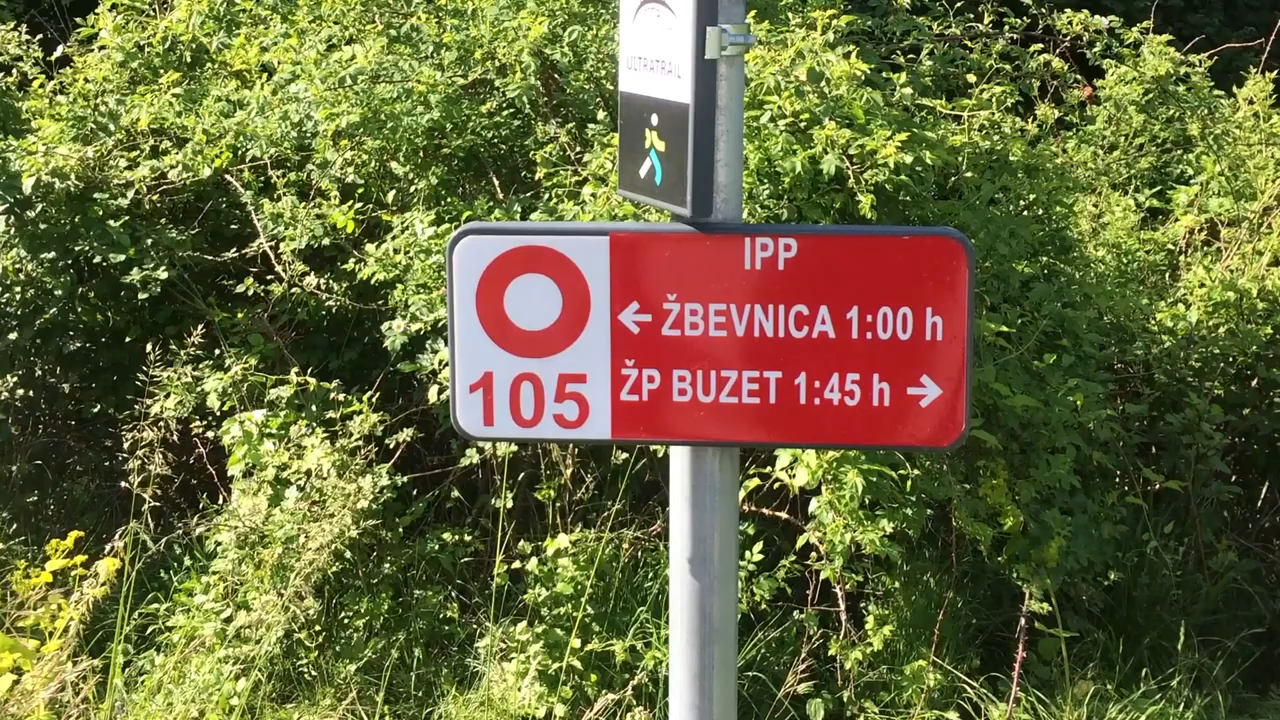 ULTRATRAIL
IPP
← ŽBEVNICA 1:00 h
ŽP BUZET 1:45 h →
105